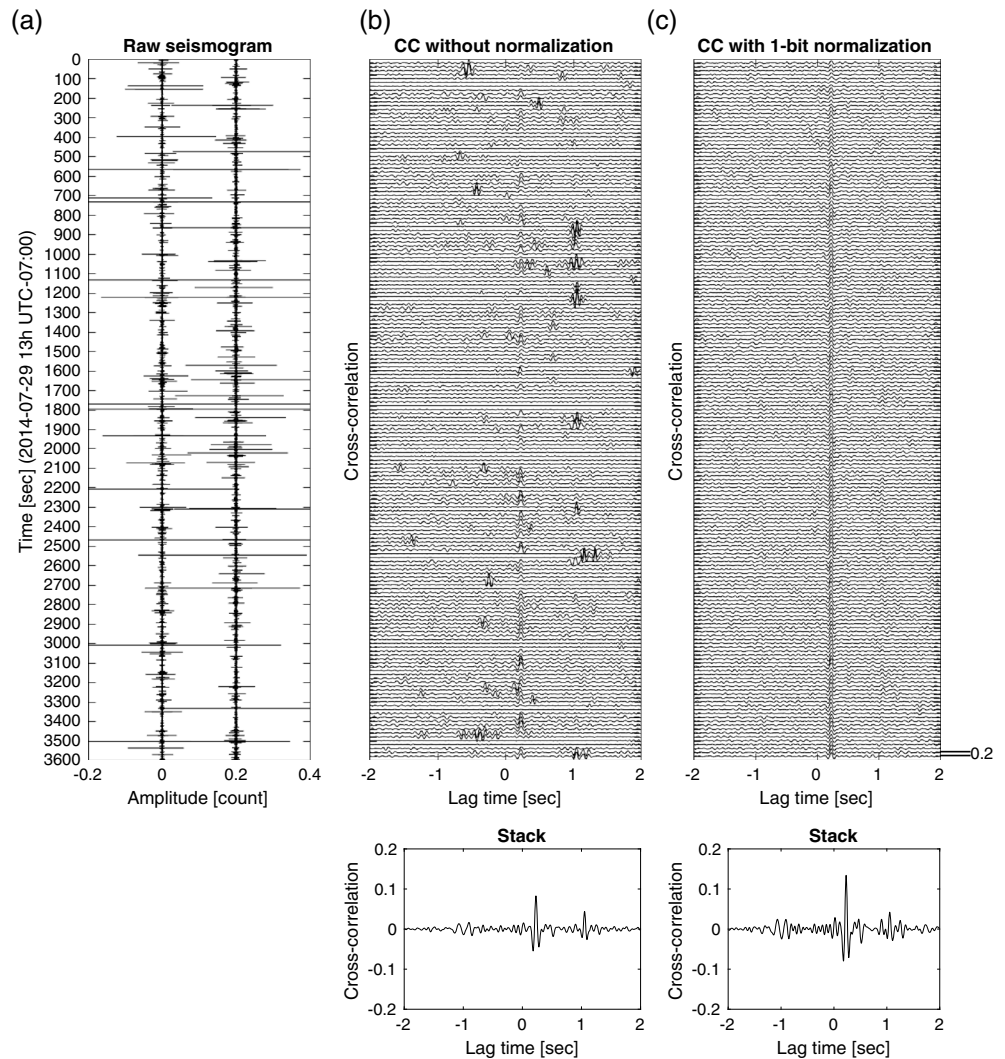 (a)
Raw seismogram
Time [sec] (2014-07-29 13h UTC-07:00)
0
100
200
300
400
500
600
700
800
900
1000
1100
1200
1300
1400
1500
1600
1700
1800
1900
2000
2100
2200
2300
2400
2500
2600
2700
2800
2900
3000
3100
3200
3300
3400
3500
3600
-0.2 0 0.2 0.4
Amplitude [count]
(b)
CC without normalization
Cross-correlation
-2 -1 0 1 2
Lag time [sec]
(c)
CC with 1-bit normalization
Cross-correlation
0.2
-2 -1 0 1 2
Lag time [sec]
Stack
Cross-correlation
0.2
0.1
0
-0.1
-0.2
-2 -1 0 1 2
Lag time [sec]
Stack
Cross-correlation
0.2
0.1
0
-0.1
-0.2
-2 -1 0 1 2
Lag time [sec]